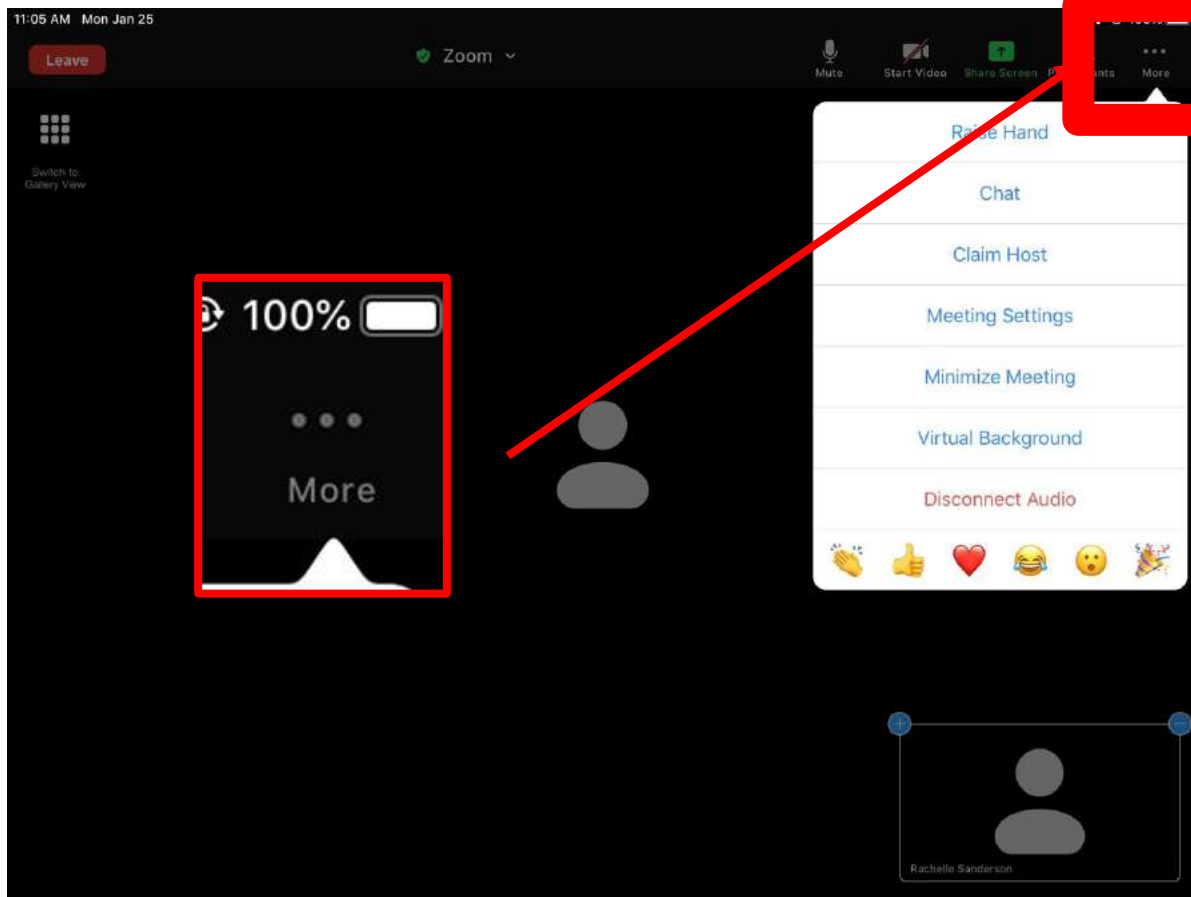 11:05 AM Mon Jan 25
Leave
Zoom
Mute
Start Video
Share Screen
More
Switch to
Gallery View
Raise Hand
Chat
Claim Host
Meeting Settings
Minimize Meeting
Virtual Background
Disconnect Audio
100%
More
Rachelle Sanderson